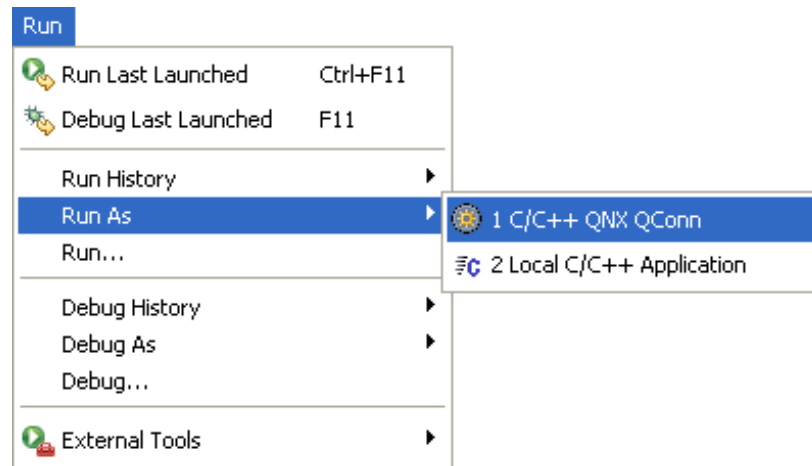 Run
Run Last Launched Ctrl+F11
Debug Last Launched F11
Run History
Run As
1 C/C++ QNX QConn
Run...
2 Local C/C++ Application
Debug History
Debug As
Debug...
External Tools